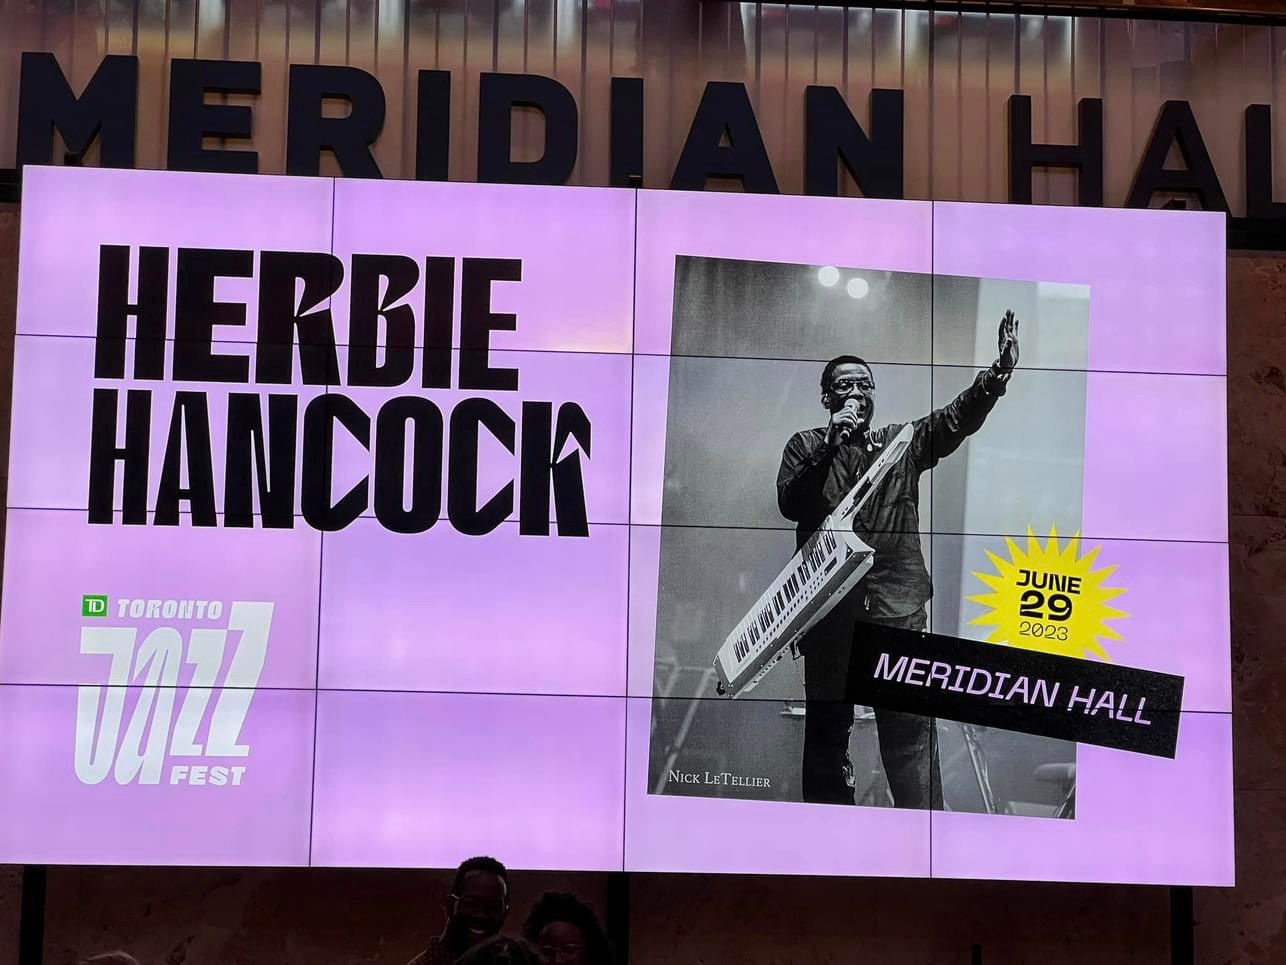 MERIDIAN HAL
HERBIE
HANCOCK
TD TORONTO
JAZZ
FEST
JUNE
29
2023
MERIDIAN HALL
NICK LETELLIER